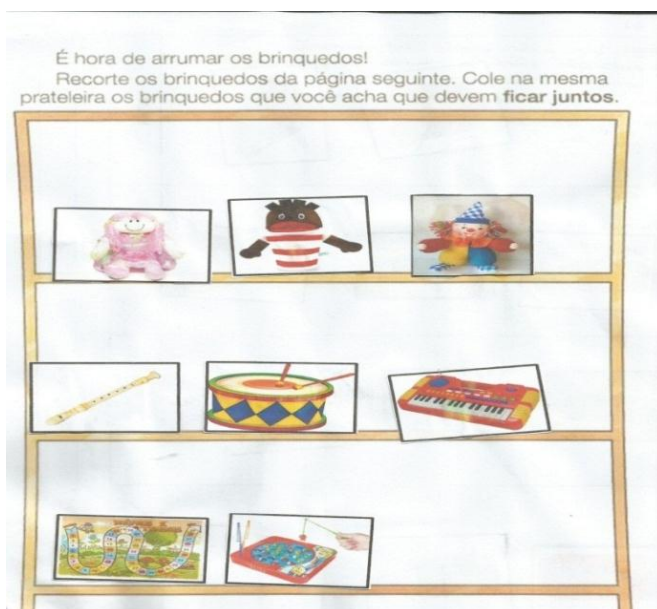 É hora de arrumar os brinquedos!
Recorte os brinquedos da página seguinte. Cole na mesma
prateleira os brinquedos que você acha que devem ficar juntos.